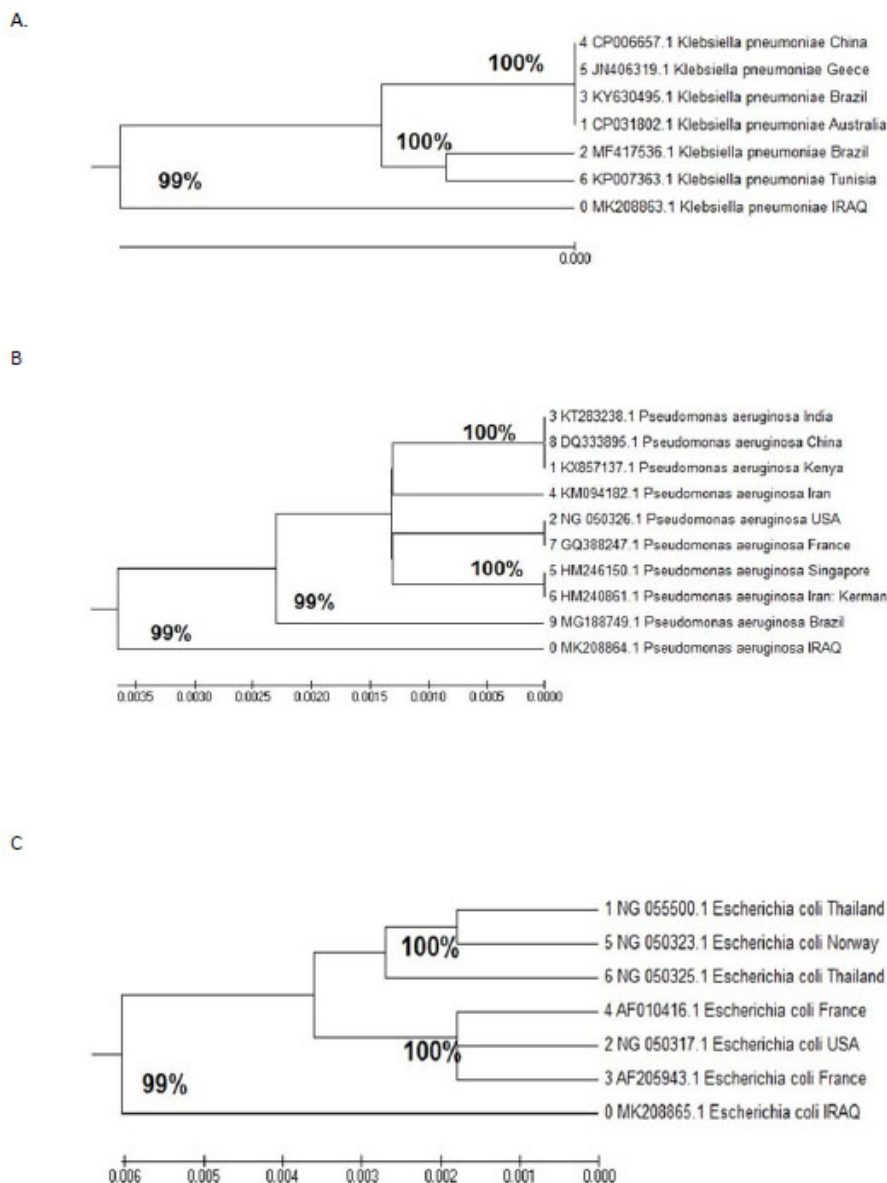 A.
4 CP006657.1 Klebsiella pneumoniae China
100%
5 JN406319.1 Klebsiella pneumoniae Geece
3 KY630495.1 Klebsiella pneumoniae Brazil
1 CP031802.1 Klebsiella pneumoniae Australia
100%
2 MF417536.1 Klebsiella pneumoniae Brazil
99%
6 KP007363.1 Klebsiella pneumoniae Tunisia
0 MK208863.1 Klebsiella pneumoniae IRAQ
0.000
B
3 KT283238.1 Pseudomonas aeruginosa India
100%
8 DQ333895.1 Pseudomonas aeruginosa China
1 KX857137.1 Pseudomonas aeruginosa Kenya
4 KM094182.1 Pseudomonas aeruginosa Iran
2 NG 050326.1 Pseudomonas aeruginosa USA
7 GQ388247.1 Pseudomonas aeruginosa France
100%
5 HM246150.1 Pseudomonas aeruginosa Singapore
6 HM240861.1 Pseudomonas aeruginosa Iran: Kerman
99%
9 MG188749.1 Pseudomonas aeruginosa Brazil
99%
0 MK208864.1 Pseudomonas aeruginosa IRAQ
0.0035 0.0030 0.0025 0.0020 0.0015 0.0010 0.0005 0.0000
C
1 NG 055500.1 Escherichia coli Thailand
100%
5 NG 050323.1 Escherichia coli Norway
6 NG 050325.1 Escherichia coli Thailand
4 AF010416.1 Escherichia coli France
100%
2 NG 050317.1 Escherichia coli USA
3 AF205943.1 Escherichia coli France
99%
0 MK208865.1 Escherichia coli IRAQ
0.006 0.005 0.004 0.003 0.002 0.001 0.000